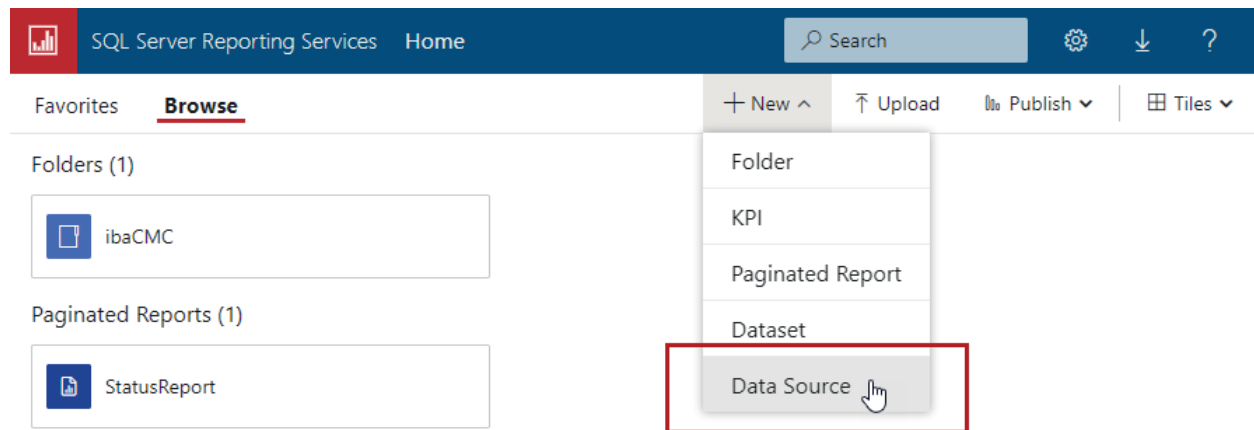 SQL Server Reporting Services Home Search ?
Favorites Browse + New Upload Publish Tiles
Folders (1)
Folder
ibaCMC
KPI
Paginated Report
Paginated Reports (1)
Dataset
StatusReport
Data Source